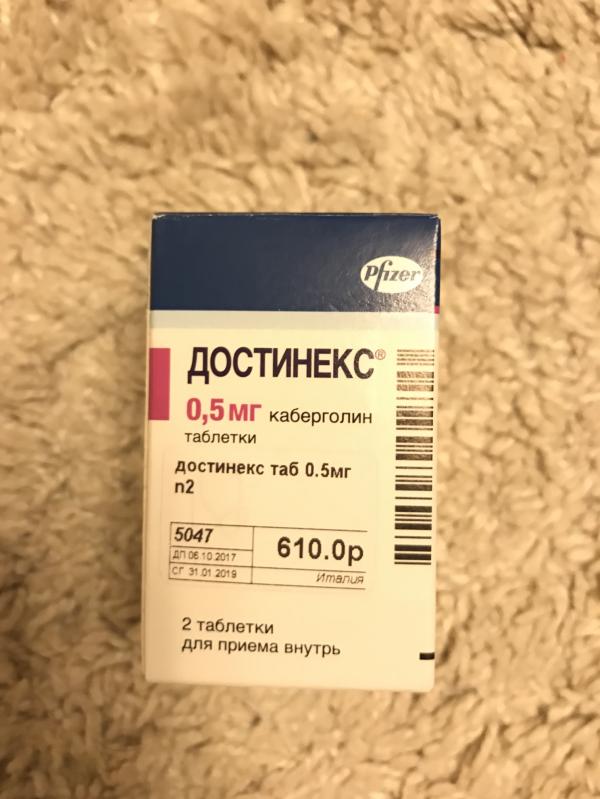 Pfizer
ДОСТИНЕКС®
0,5 мг каберголин
таблетки
достинекс таб 0.5мг
n2
5047
ДП 06.10.2017
СГ 31.01.2019
610.0р
Италия
2 таблетки
для приема внутрь